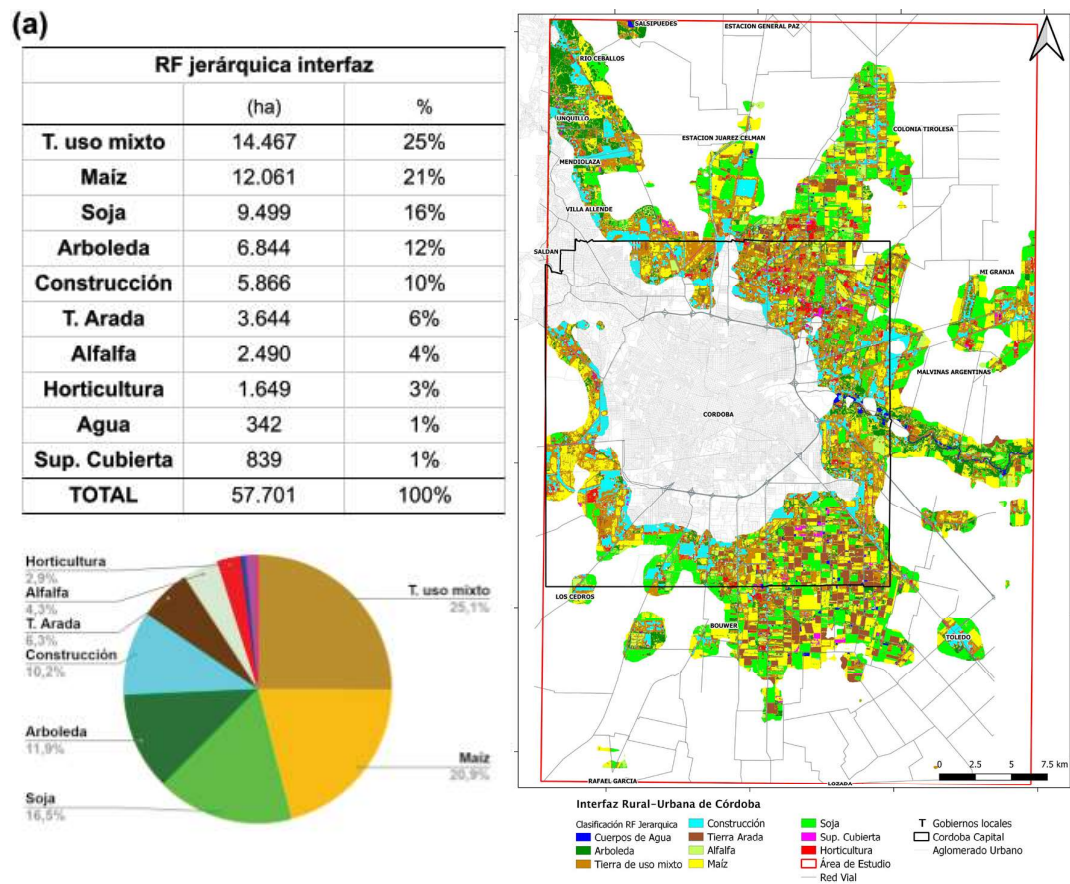 (a)
RF jerárquica interfaz
(ha) %
T. uso mixto 14.467 25%
Maíz 12.061 21%
Soja 9.499 16%
Arboleda 6.844 12%
Construcción 5.866 10%
T. Arada 3.644 6%
Alfalfa 2.490 4%
Horticultura 1.649 3%
Agua 342 1%
Sup. Cubierta 839 1%
TOTAL 57.701 100%
Horticultura
2,9%
Alfalfa
4,3%
T. Arada
6,3%
Construcción
10,2%
Arboleda
11,9%
Soja
16,5%
T. uso mixto
25,1%
Maíz
20,9%
SALSIPUEDES
ESTACION GENERAL PAZ
RIO CEBALLOS
UNQUILLO
COLONIA TIROLESA
ESTACION JUAREZ CELMAN
MENDIOLAZA
VILLA ALLENDE
SALDAN
MI GRANJA
MALVINAS ARGENTINAS
CORDOBA
LOS CEDROS
BOUWER
TOLEDO
RAFAEL GARCIA
LOZADA
0 2.5 5 7.5 km
Interfaz Rural-Urbana de Córdoba
Clasificación RF Jerarquica
Cuerpos de Agua
Arboleda
Tierra de uso mixto
Construcción
Tierra Arada
Alfalfa
Maíz
Soja
Sup. Cubierta
Horticultura
Área de Estudio
Red Vial
T Gobiernos locales
Cordoba Capital
Aglomerado Urbano